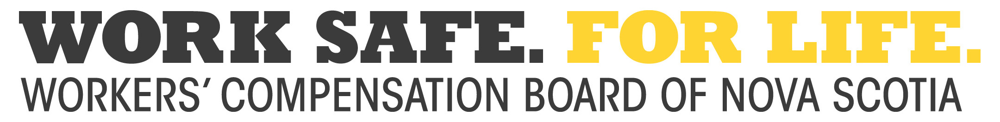 WORK SAFE. FOR LIFE.
WORKERS’ COMPENSATION BOARD OF NOVA SCOTIA